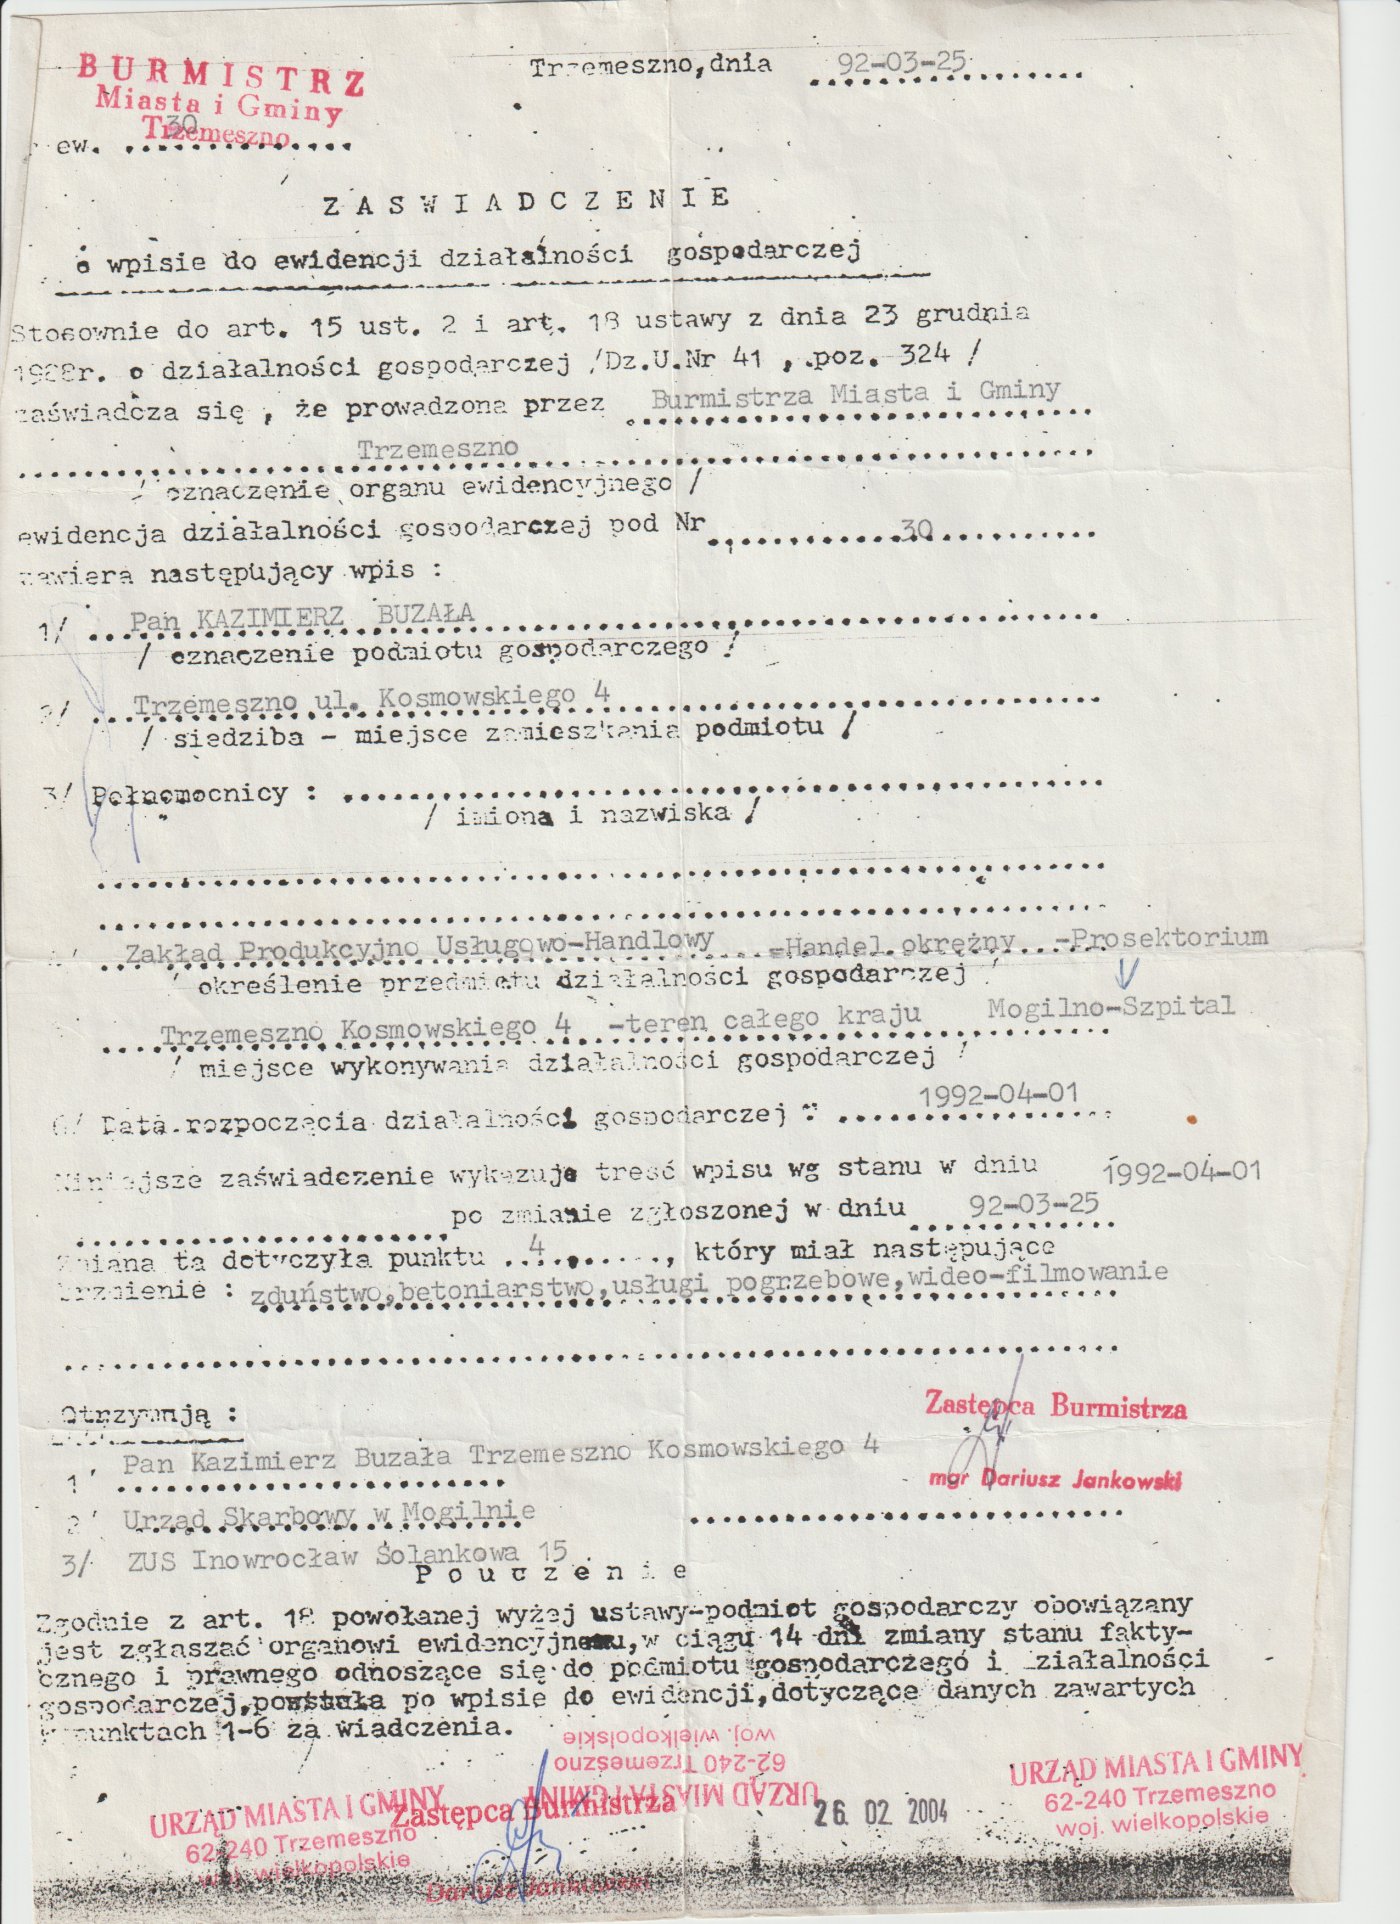 BURMISTRZ
Miasta i Gminy
Trzemeszno
Trzemeszno,dnia 92-03-25
ew. 30
Z A S W I A D C Z E N I E
o wpisie do ewidencji działalności gospodarczej
Stosownie do art. 15 ust. 2 i art. 18 ustawy z dnia 23 grudnia
1988r. o działalności gospodarczej /Dz.U.Nr 41 , poz. 324 /
zaświadcza się , że prowadzona przez Burmistrza Miasta i Gminy
Trzemeszno
/ oznaczenie organu ewidencyjnego /
ewidencja działalności gospodarczej pod Nr 30
zawiera następujący wpis :
1/ Pan KAZIMIERZ BUZAŁA
/ oznaczenie podmiotu gospodarczego /
2/ Trzemeszno ul. Kosmowskiego 4
/ siedziba - miejsce zamieszkania podmiotu /
3/ Pełnomocnicy :
/ imiona i nazwiska /
Zakład Produkcyjno Usługowo-Handlowy -Handel okrężny -Prosektorium
/ określenie przedmiotu działalności gospodarczej /
Trzemeszno Kosmowskiego 4 -teren całego kraju Mogilno-Szpital
/ miejsce wykonywania działalności gospodarczej /
6/ Data rozpoczęcia działalności gospodarczej : 1992-04-01
Niniejsze zaświadczenie wykazuje treść wpisu wg stanu w dniu 1992-04-01
po zmianie zgłoszonej w dniu 92-03-25
Zmiana ta dotyczyła punktu 4 , który miał następujące
brzmienie : zduństwo,betoniarstwo,usługi pogrzebowe,wideo-filmowanie
Otrzymują :
Zastępca Burmistrza
1/ Pan Kazimierz Buzała Trzemeszno Kosmowskiego 4
mgr Dariusz Jankowski
2/ Urząd Skarbowy w Mogilnie
3/ ZUS Inowrocław Solankowa 15
P o u c z e n i e
Zgodnie z art. 18 powołanej wyżej ustawy-podmiot gospodarczy obowiązany
jest zgłaszać organowi ewidencyjnemu,w ciągu 14 dni zmiany stanu fakty-
cznego i prawnego odnoszące się do podmiotu gospodarczego i działalności
gospodarczej,powstałe po wpisie do ewidencji,dotyczące danych zawartych
w punktach 1-6 zaświadczenia.
URZĄD MIASTA I GMINY
62-240 Trzemeszno
woj. wielkopolskie
URZĄD MIASTA I GMINY
62-240 Trzemeszno
woj. wielkopolskie
Zastępca Burmistrza
Dariusz Jankowski
26. 02. 2004
URZĄD MIASTA I GMINY
62-240 Trzemeszno
woj. wielkopolskie